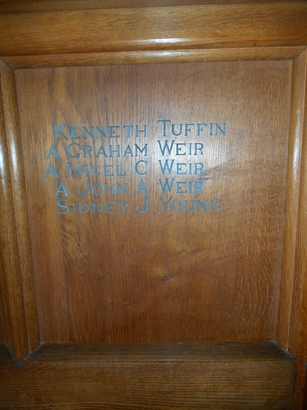 KENNETH TUFFIN
A GRAHAM WEIR
A NIGEL C WEIR
A JOHN A WEIR
SIDNEY J YOUNG